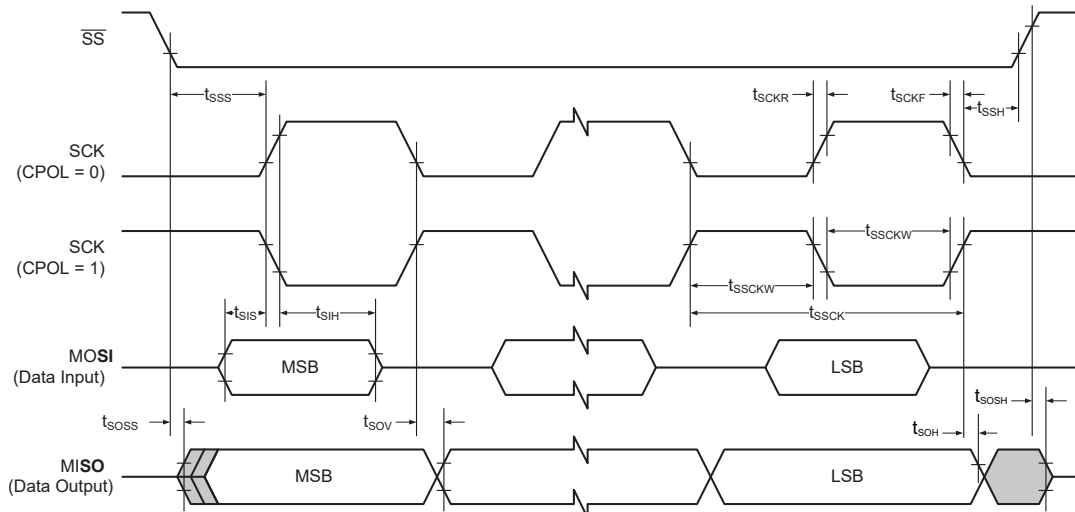 SS
tSSS
tSCKR
tSCKF
tSSH
SCK
(CPOL = 0)
SCK
(CPOL = 1)
tSSCKW
tSSCKW
tSSCK
tSIS
tSIH
MOSI
(Data Input)
MSB
LSB
tSOSS
tSOV
tSOH
tSOSH
MISO
(Data Output)
MSB
LSB